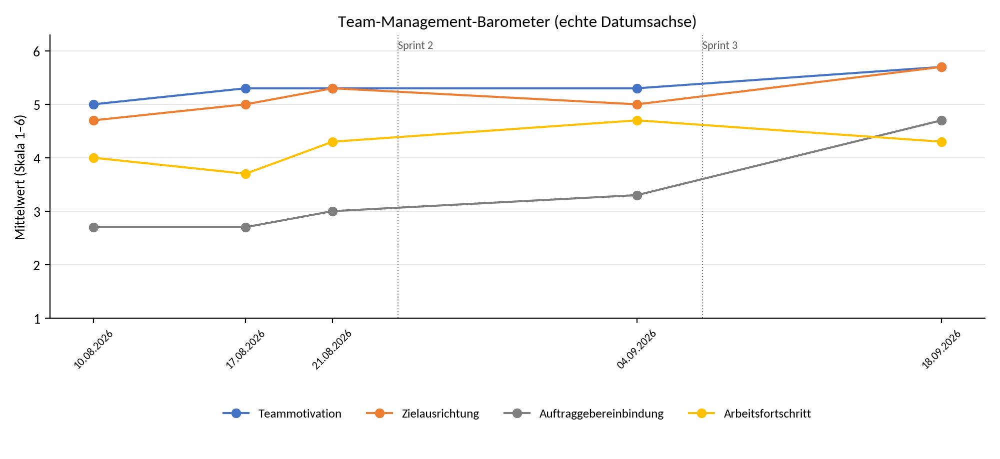 Team-Management-Barometer (echte Datumsachse)
Mittelwert (Skala 1–6)
6
5
4
3
2
1
Sprint 2
Sprint 3
10.08.2026
17.08.2026
21.08.2026
04.09.2026
18.09.2026
Teammotivation
Zielausrichtung
Auftraggebereinbindung
Arbeitsfortschritt